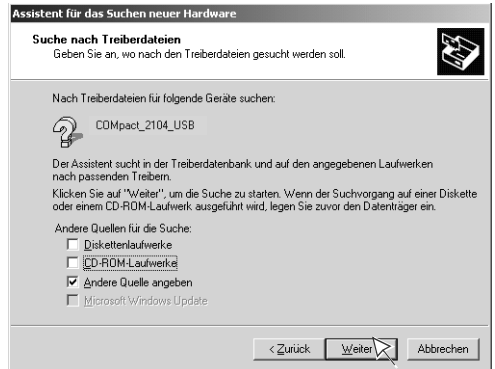 Assistent für das Suchen neuer Hardware
Suche nach Treiberdateien
Geben Sie an, wo nach den Treiberdateien gesucht werden soll.
Nach Treiberdateien für folgende Geräte suchen:
COMpact_2104_USB
Der Assistent sucht in der Treiberdatenbank und auf den angegebenen Laufwerken
nach passenden Treibern.
Klicken Sie auf "Weiter", um die Suche zu starten. Wenn der Suchvorgang auf einer Diskette
oder einem CD-ROM-Laufwerk ausgeführt wird, legen Sie zuvor den Datenträger ein.
Andere Quellen für die Suche:
Diskettenlaufwerke
CD-ROM-Laufwerke
Andere Quelle angeben
Microsoft Windows Update
< Zurück Weiter Abbrechen